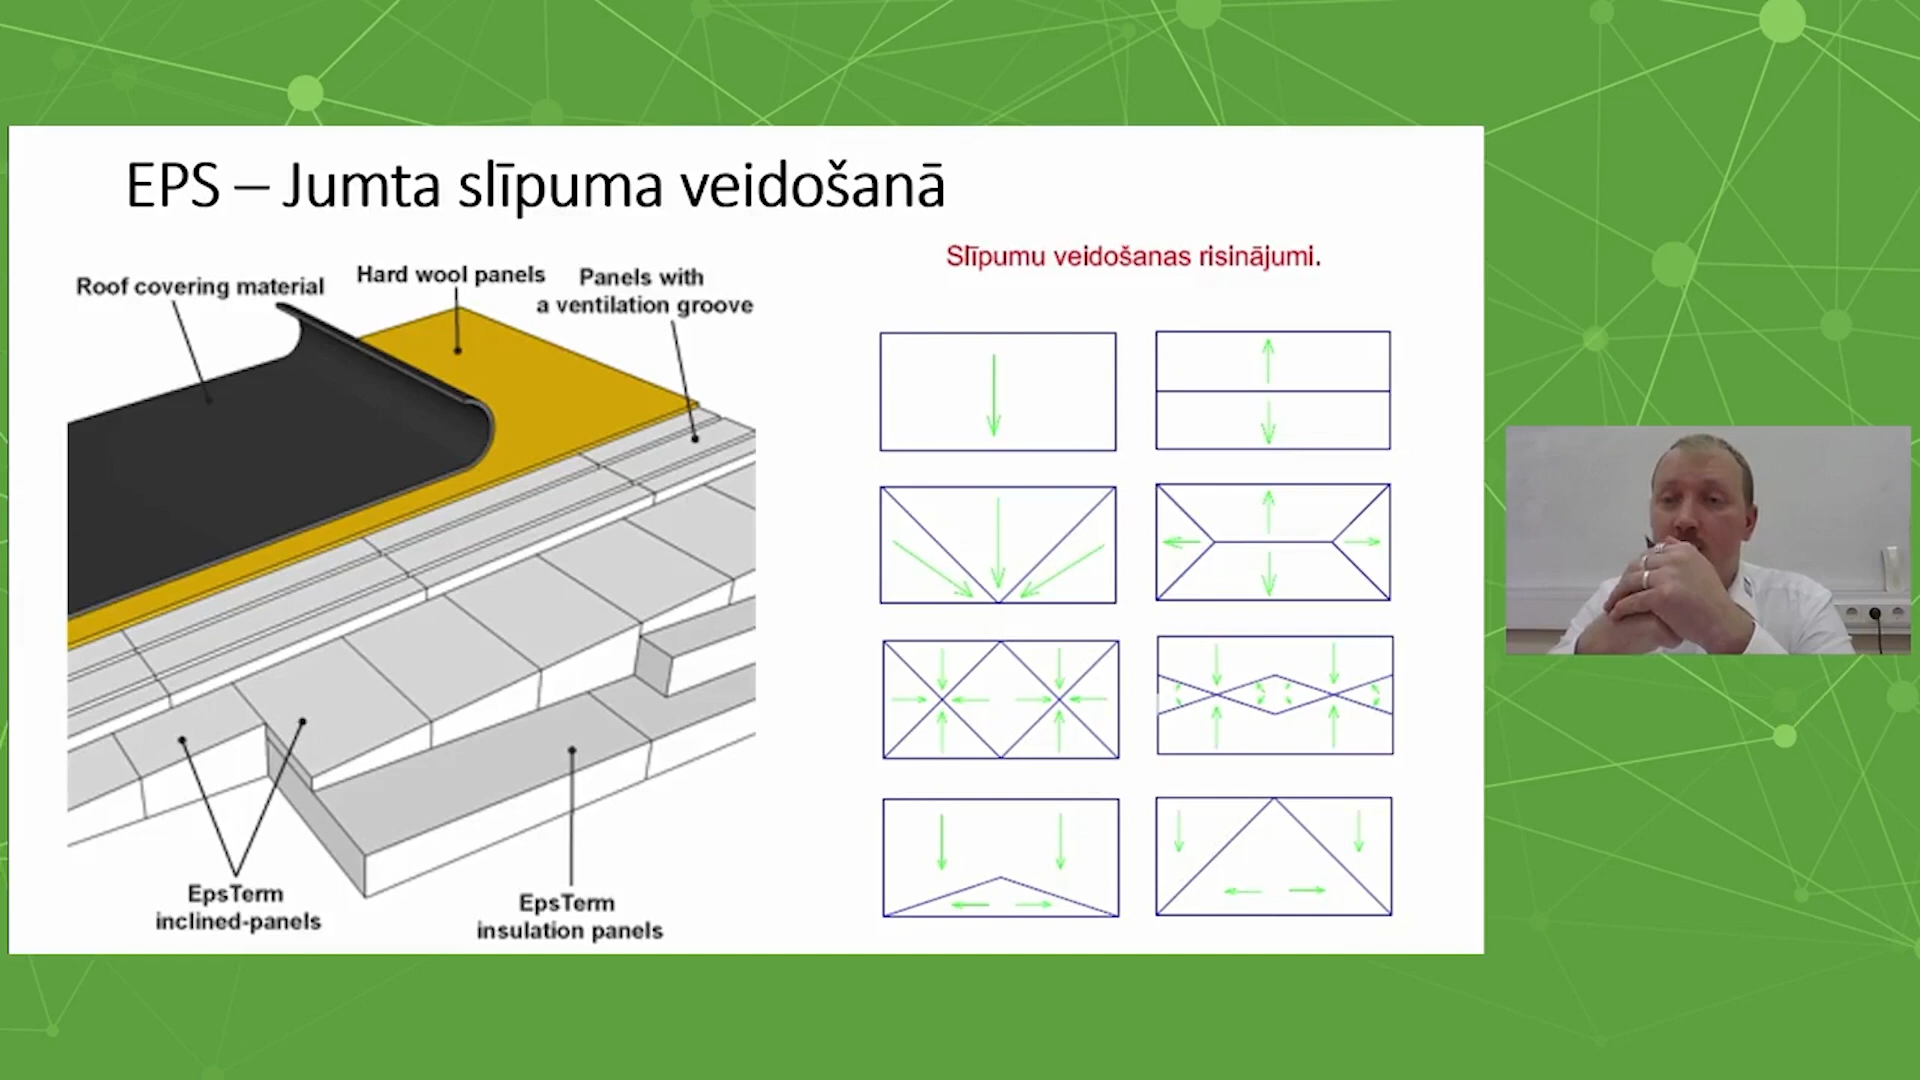 EPS – Jumta slīpuma veidošanā
Slīpumu veidošanas risinājumi.
Roof covering material
Hard wool panels
Panels with
a ventilation groove
EpsTerm
inclined-panels
EpsTerm
insulation panels